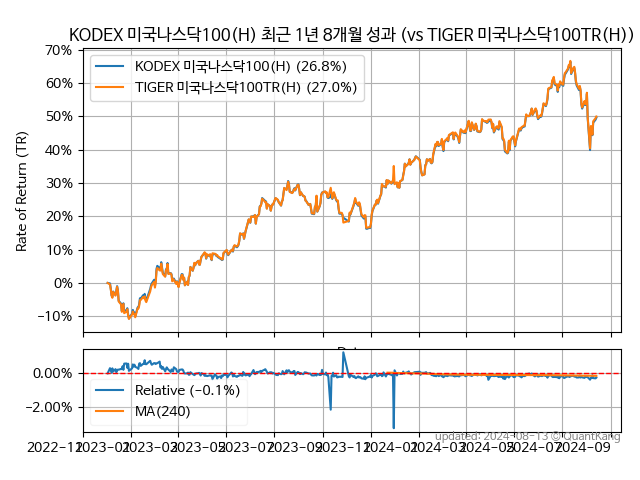 KODEX 미국나스닥100(H) 최근 1년 8개월 성과 (vs TIGER 미국나스닥100TR(H))
70%
60%
50%
40%
30%
20%
10%
0%
−10%
Rate of Return (TR)
KODEX 미국나스닥100(H) (26.8%)
TIGER 미국나스닥100TR(H) (27.0%)
0.00%
−2.00%
Relative (−0.1%)
MA(240)
updated: 2024-08-13 © QuantKang
2022-11 2023-01 2023-03 2023-05 2023-07 2023-09 2023-11 2024-01 2024-03 2024-05 2024-07 2024-09